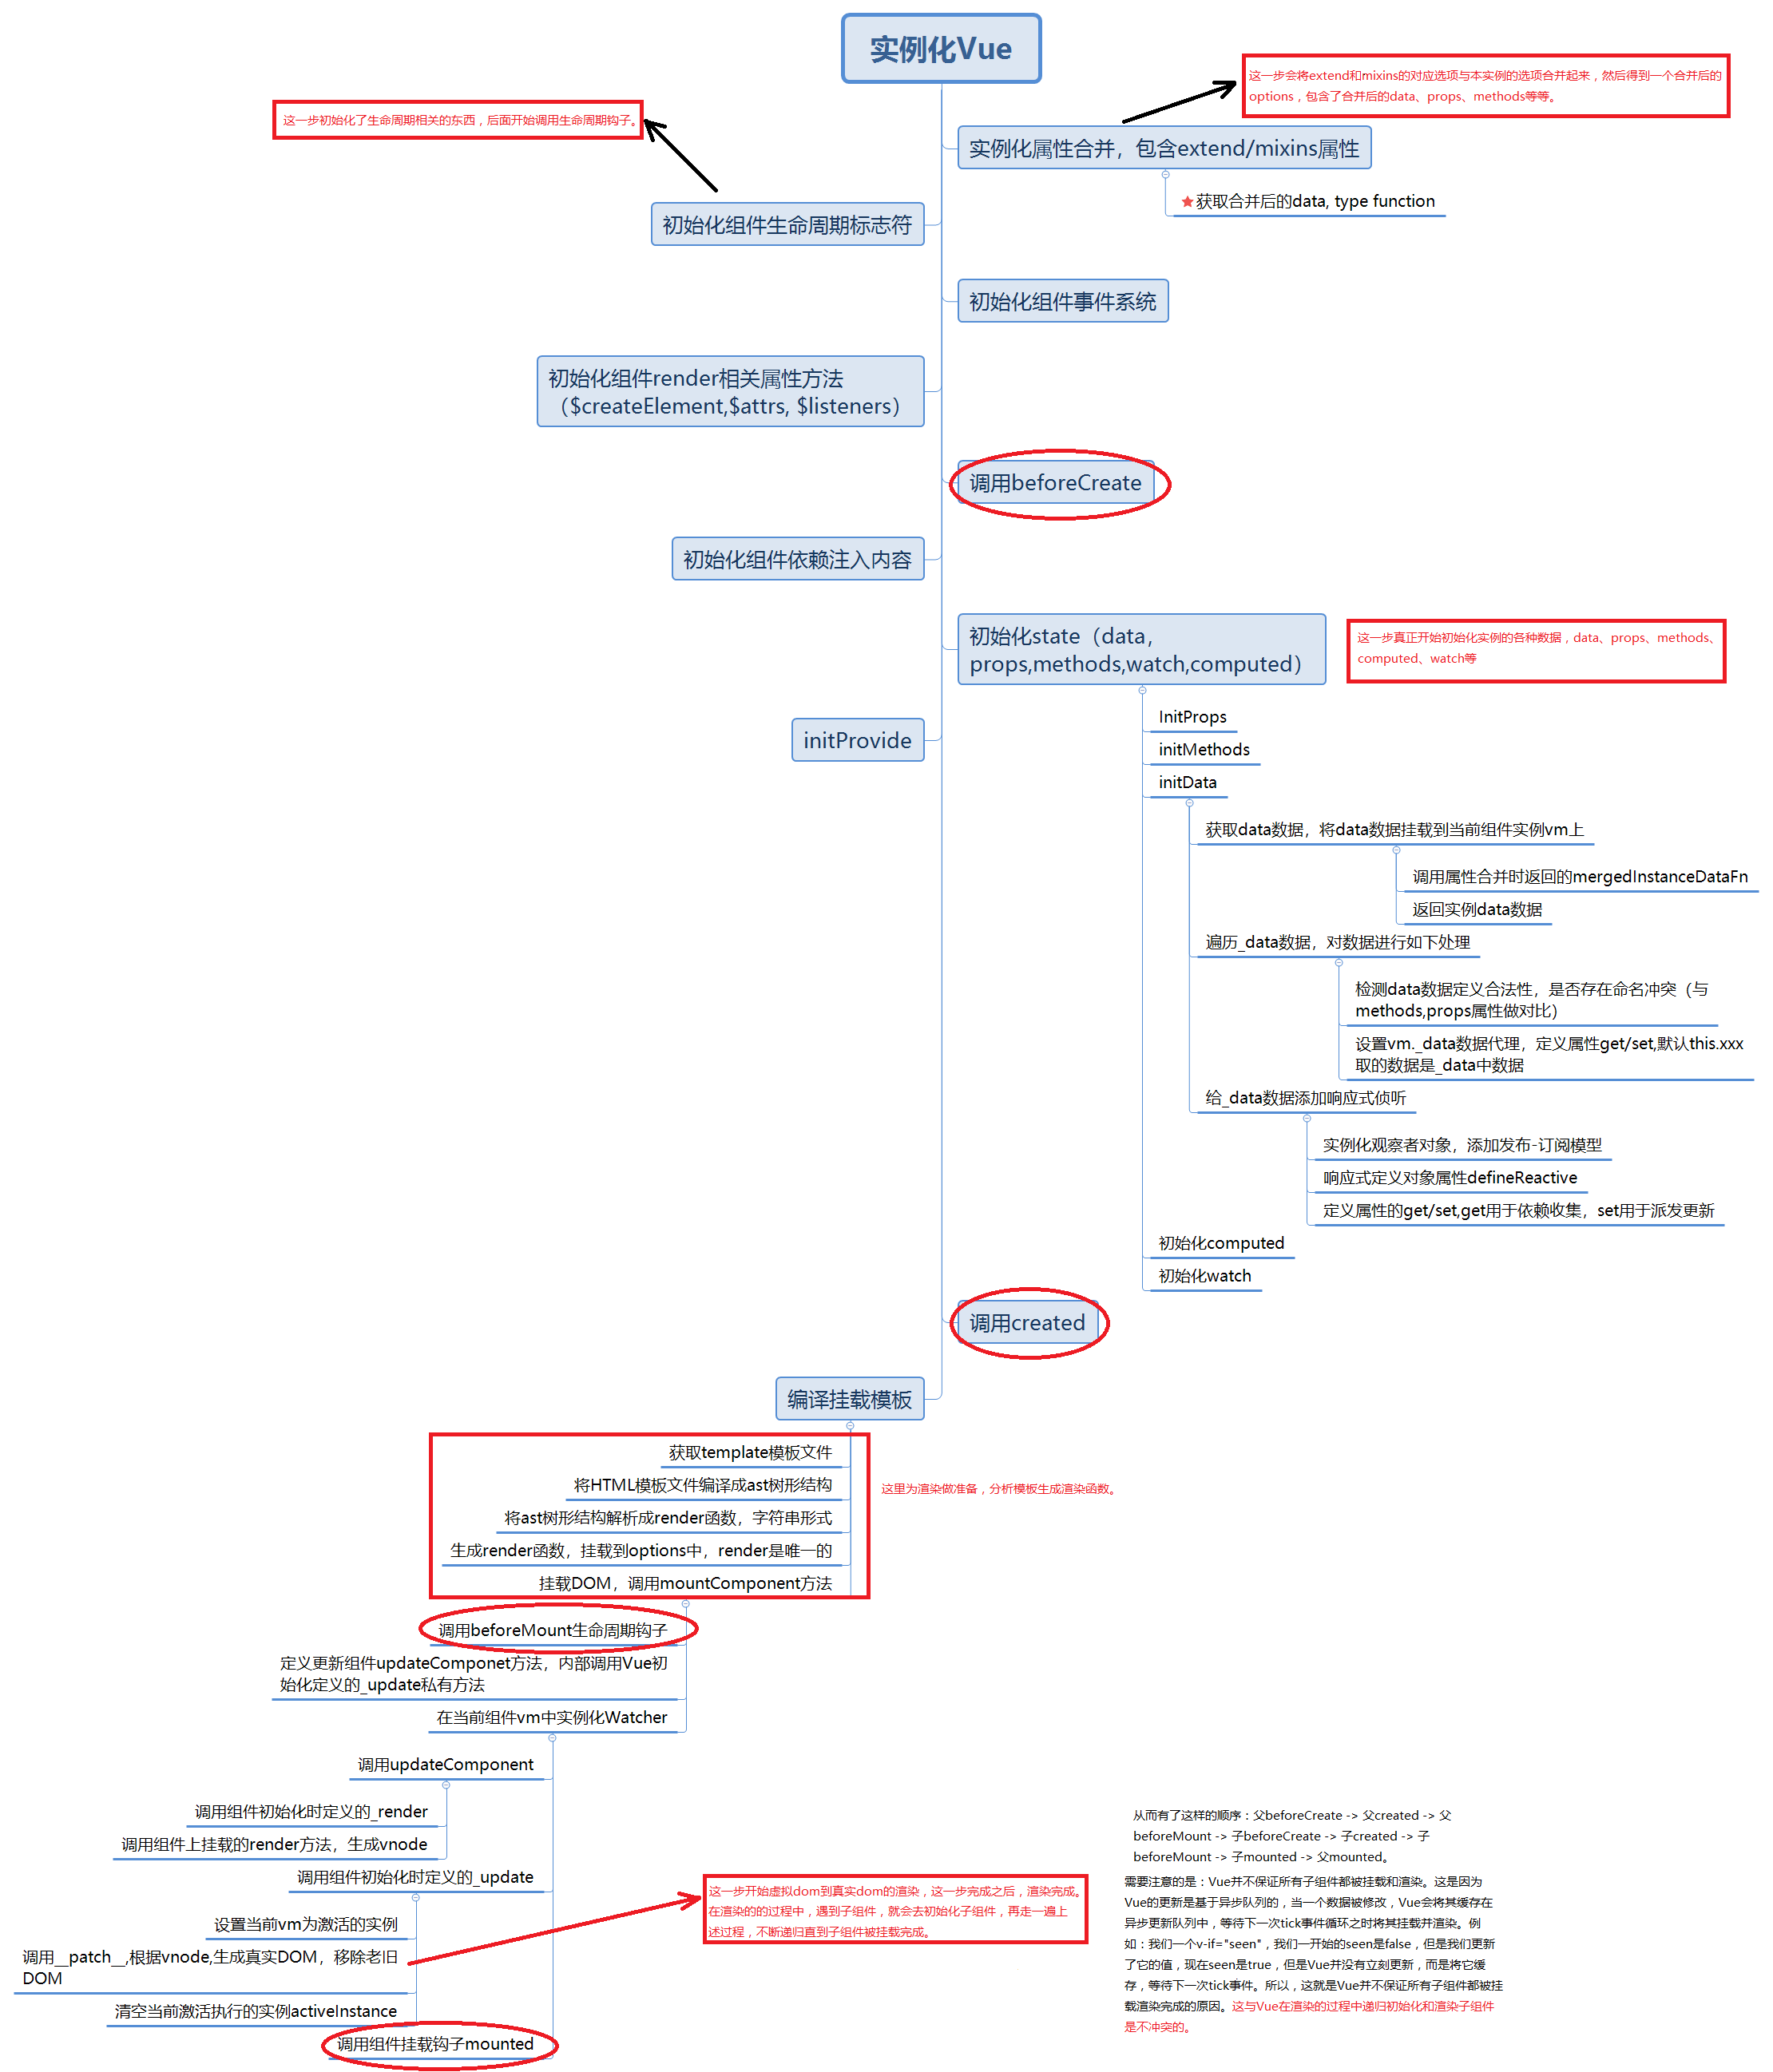 实例化Vue
这一步会将extend和mixins的对应选项与本实例的选项合并起来，然后得到一个合并后的
options，包含了合并后的data、props、methods等等。
这一步初始化了生命周期相关的东西，后面开始调用生命周期钩子。
实例化属性合并，包含extend/mixins属性
获取合并后的data, type function
初始化组件生命周期标志符
初始化组件事件系统
初始化组件render相关属性方法
（$createElement,$attrs, $listeners）
调用beforeCreate
初始化组件依赖注入内容
初始化state（data,
props,methods,watch,computed）
这一步真正开始初始化实例的各种数据，data、props、methods、
computed、watch等
InitProps
initProvide
initMethods
initData
获取data数据，将data数据挂载到当前组件实例vm上
调用属性合并时返回的mergedInstanceDataFn
返回实例data数据
遍历_data数据，对数据进行如下处理
检测data数据定义合法性，是否存在命名冲突（与
methods,props属性做对比）
设置vm._data数据代理，定义属性get/set,默认this.xxx
取的数据是_data中数据
给_data数据添加响应式侦听
实例化观察者对象，添加发布-订阅模型
响应式定义对象属性defineReactive
定义属性的get/set,get用于依赖收集，set用于派发更新
初始化computed
初始化watch
调用created
编译挂载模板
获取template模板文件
将HTML模板文件编译成ast树形结构
这里为渲染做准备，分析模板生成渲染函数。
将ast树形结构解析成render函数，字符串形式
生成render函数，挂载到options中，render是唯一的
挂载DOM，调用mountComponent方法
调用beforeMount生命周期钩子
定义更新组件updateComponet方法，内部调用Vue初
始化定义的_update私有方法
在当前组件vm中实例化Watcher
调用updateComponent
调用组件初始化时定义的_render
调用组件上挂载的render方法，生成vnode
调用组件初始化时定义的_update
设置当前vm为激活的实例
调用__patch__,根据vnode,生成真实DOM，移除老旧
DOM
清空当前激活执行的实例activeInstance
调用组件挂载钩子mounted
这一步开始虚拟dom到真实dom的渲染，这一步完成之后，渲染完成。
在渲染的的过程中，遇到子组件，就会去初始化子组件，再走一遍上
述过程，不断递归直到子组件被挂载完成。
从而有了这样的顺序：父beforeCreate -> 父created -> 父
beforeMount -> 子beforeCreate -> 子created -> 子
beforeMount -> 子mounted -> 父mounted。
需要注意的是：Vue并不保证所有子组件都被挂载和渲染。这是因为
Vue的更新是基于异步队列的，当一个数据被修改，Vue会将其缓存在
异步更新队列中，等待下一次tick事件循环之时将其挂载并渲染。例
如：我们一个v-if="seen"，我们一开始的seen是false，但是我们更新
了它的值，现在seen是true，但是Vue并没有立刻更新，而是将它缓
存，等待下一次tick事件。所以，这就是Vue并不保证所有子组件都被挂
载渲染完成的原因。这与Vue在渲染的过程中递归初始化和渲染子组件
是不冲突的。